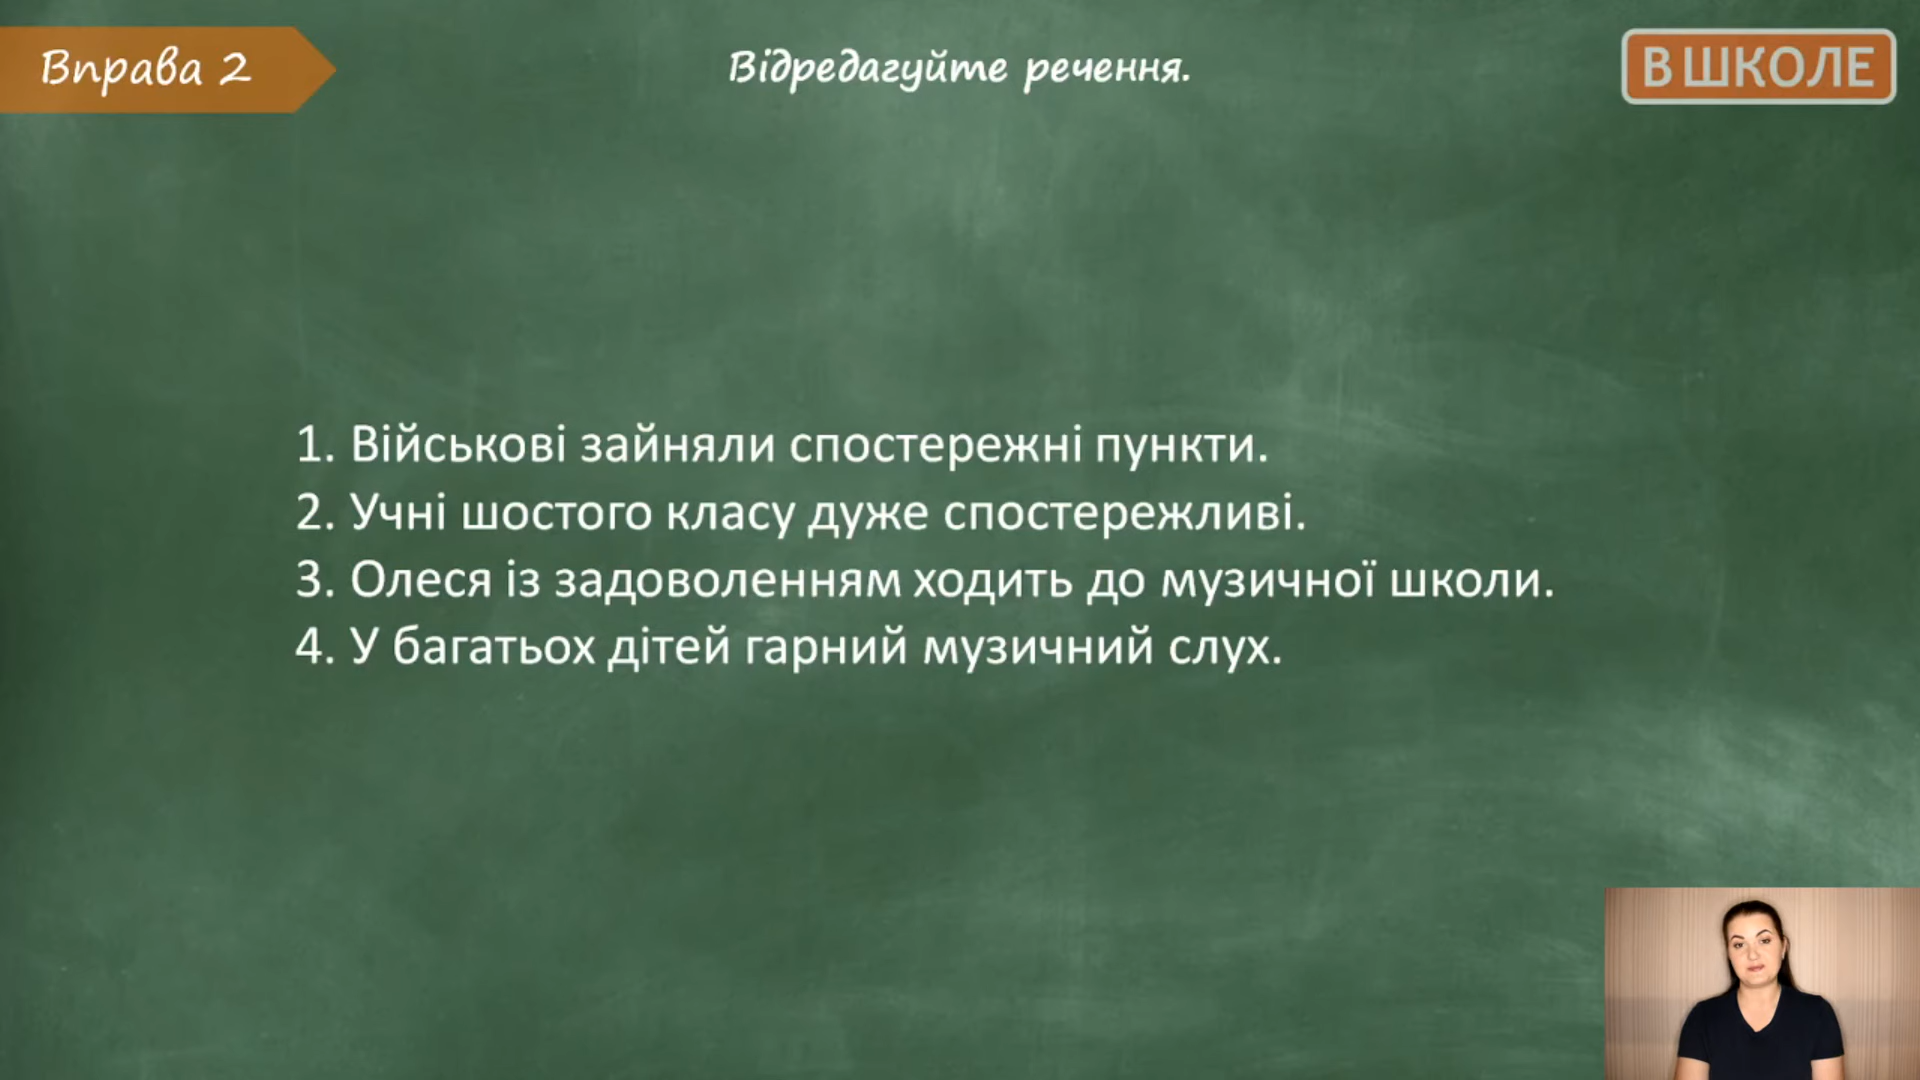 Вправа 2
Відредагуйте речення.
В ШКОЛЕ
1. Військові зайняли спостережні пункти.
2. Учні шостого класу дуже спостережливі.
3. Олеся із задоволенням ходить до музичної школи.
4. У багатьох дітей гарний музичний слух.